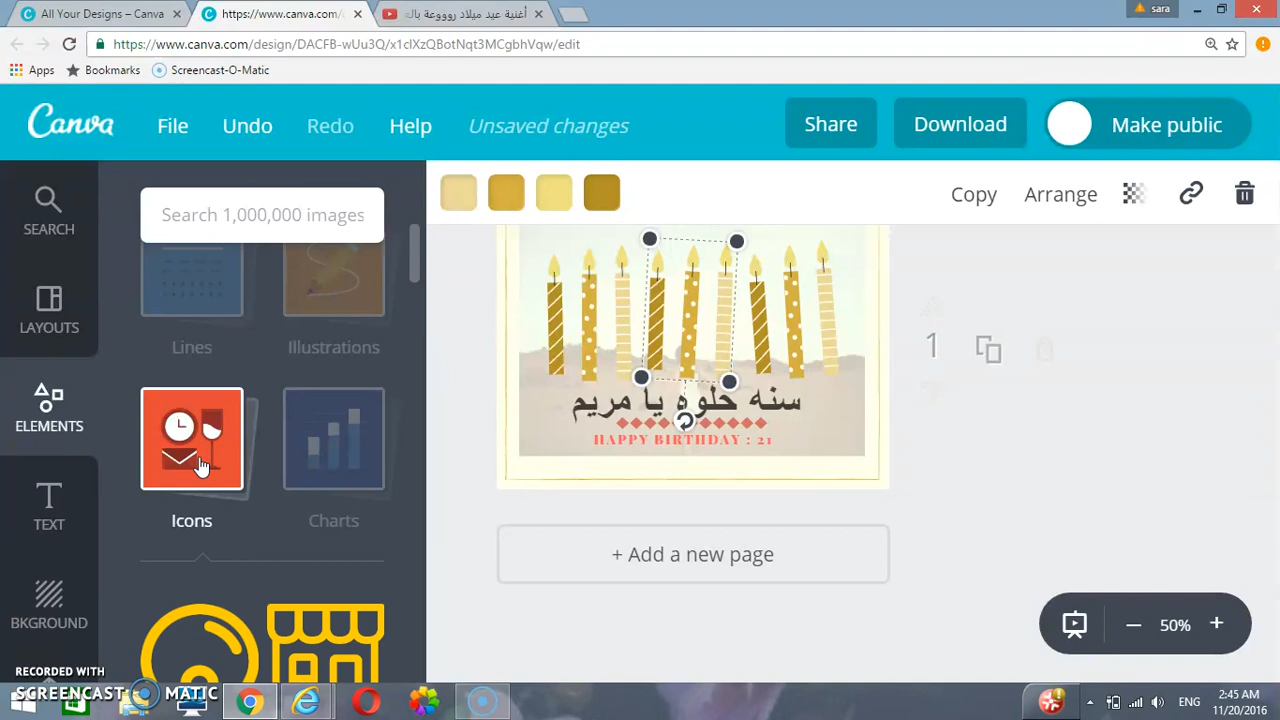 All Your Designs – Canva
https://www.canva.com/
أغنية عيد ميلاد رووووعة باله
sara
https://www.canva.com/design/DACFB-wUu3Q/x1cIXzQBotNqt3MCgbhVqw/edit
Apps
Bookmarks
Screencast-O-Matic
Canva
File
Undo
Redo
Help
Unsaved changes
Share
Download
Make public
SEARCH
LAYOUTS
ELEMENTS
TEXT
BKGROUND
Search 1,000,000 images
Lines
Illustrations
Icons
Charts
Copy
Arrange
سنه حلوه يا مريم
HAPPY BIRTHDAY : 21
1
+ Add a new page
50%
RECORDED WITH
SCREENCAST MATIC
ENG
2:45 AM
11/20/2016